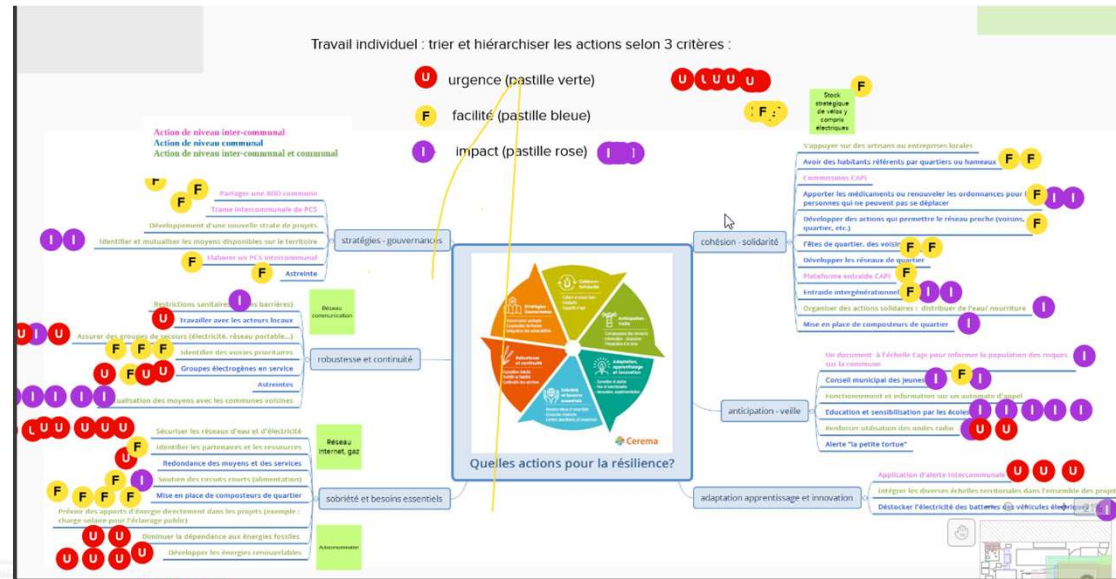 Travail individuel : trier et hiérarchiser les actions selon 3 critères :
U urgence (pastille verte)
F facilité (pastille bleue)
I impact (pastille rose)
Action de niveau inter-communal
Action de niveau communal
Action de niveau inter-communal et communal
Stock
stratégique
de vélos y
compris
électriques
Partager une BDD commune
Trame intercommunale de PCS
Développement d'une nouvelle strate de projets
Identifier et mutualiser les moyens disponibles sur le territoire
Elaborer un PCS intercommunal
Astreinte
stratégies - gouvernances
Réseau
communication
Restrictions sanitaires
barrières)
Travailler avec les acteurs locaux
Assurer des groupes de secours (électricité, réseau portable...)
Identifier des voiries prioritaires
Groupes électrogènes en service
Astreintes
des moyens avec les communes voisines
robustesse et continuité
Réseau
Internet, gaz
Sécuriser les réseaux d'eau et d'électricité
Identifier les partenaires et les ressources
Redondance des moyens et des services
Soutien des circuits courts (alimentation)
Mise en place de composteurs de quartier
Prévoir des apports d'énergie directement dans les projets (exemple :
charge solaire pour l'éclairage public)
Diminuer la dépendance aux énergies fossiles
Développer les énergies renouvelables
sobriété et besoins essentiels
Autoconsommation
Cerema
Quelles actions pour la résilience?
cohésion - solidarité
S'appuyer sur des artisans ou entreprises locales
Avoir des habitants référents par quartiers ou hameaux
Commissions CAPI
Apporter les médicaments ou renouveler les ordonnances pour
personnes qui ne peuvent pas se déplacer
Développer des actions qui permettre le réseau proche (voisins,
quartier, etc.)
Fêtes de quartier, des voisins
Développer les réseaux de quartier
Plateforme entraide CAPI
Entraide intergénérationnel
Organiser des actions solidaires : distribuer de l'eaur nourriture
Mise en place de composteurs de quartier
anticipation - veille
Un document à l'échelle Capi pour informer la population des risques
sur la commune
Conseil municipal des jeunes
Fonctionnement et information sur un automate d'appel
Education et sensibilisation par les écoles
Renforcer utilisation des ondes radio
Alerte "la petite tortue"
adaptation apprentissage et innovation
Application d'alerte intercommunale
Intégrer les diverses échelles territoriales dans l'ensemble des projet
Déstocker l'électricité des batteries des véhicules électriques